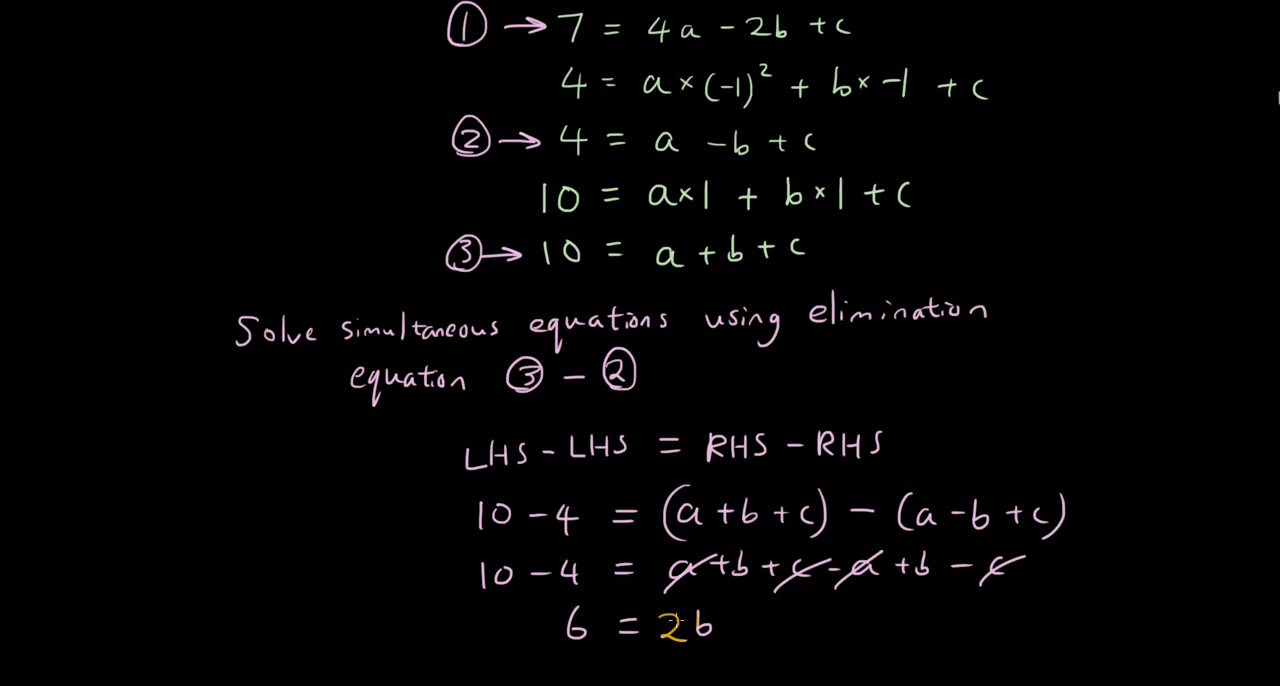 ① → 7 = 4a - 2b + c
4 = a × (-1)² + b × -1 + c
② → 4 = a - b + c
10 = a×1 + b×1 + c
③ → 10 = a + b + c
Solve simultaneous equations using elimination
equation ③ - ②
LHS - LHS = RHS - RHS
10 - 4 = (a + b + c) - (a - b + c)
10 - 4 = a + b + c - a + b - c
6 = 2b